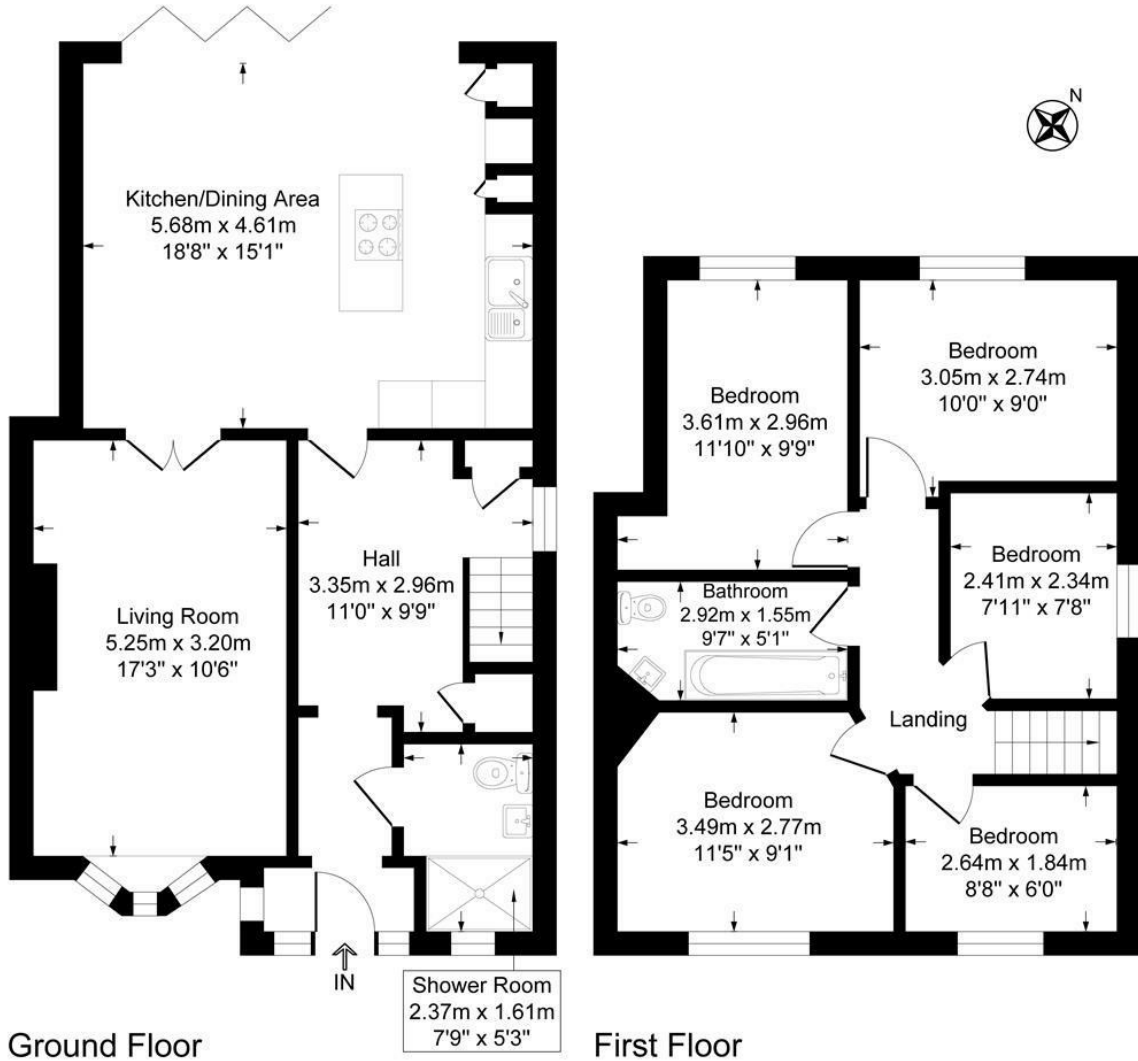 N
Kitchen/Dining Area
5.68m x 4.61m
18'8" x 15'1"
Hall
3.35m x 2.96m
11'0" x 9'9"
Living Room
5.25m x 3.20m
17'3" x 10'6"
IN
Shower Room
2.37m x 1.61m
7'9" x 5'3"
Ground Floor
Bedroom
3.05m x 2.74m
10'0" x 9'0"
Bedroom
3.61m x 2.96m
11'10" x 9'9"
Bedroom
2.41m x 2.34m
7'11" x 7'8"
Bathroom
2.92m x 1.55m
9'7" x 5'1"
Landing
Bedroom
3.49m x 2.77m
11'5" x 9'1"
Bedroom
2.64m x 1.84m
8'8" x 6'0"
First Floor